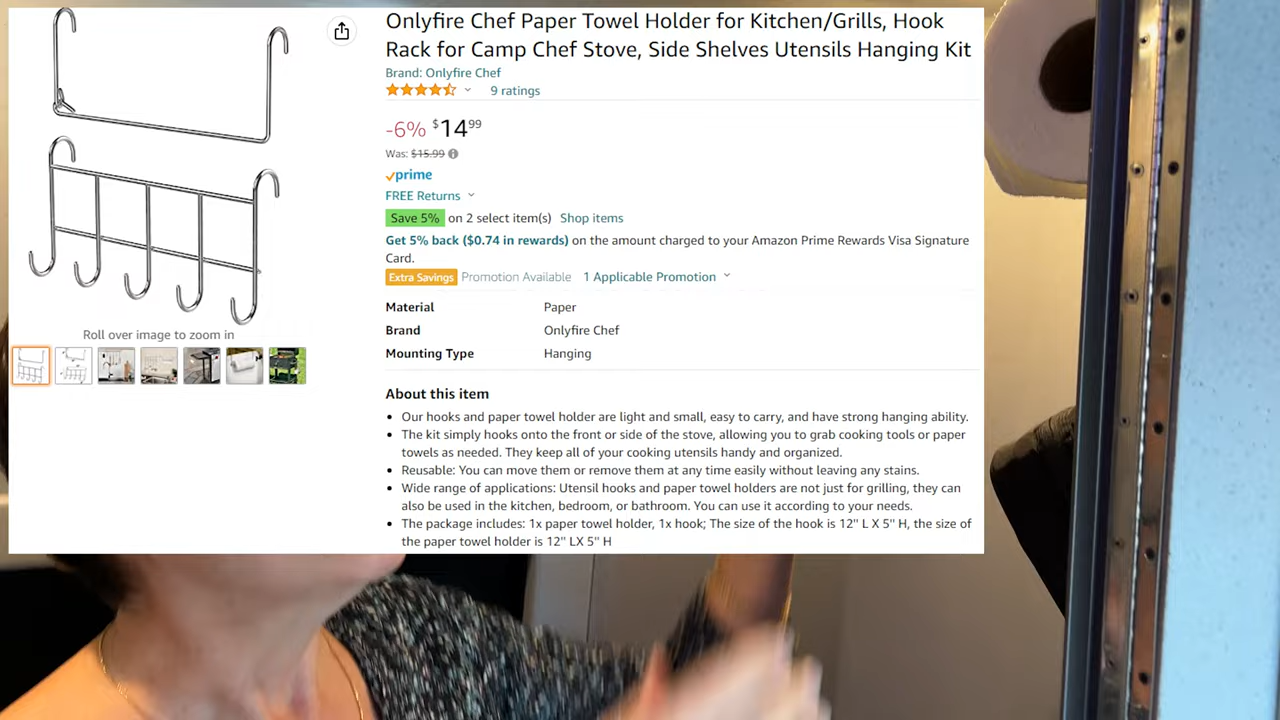 Onlyfire Chef Paper Towel Holder for Kitchen/Grills, Hook
Rack for Camp Chef Stove, Side Shelves Utensils Hanging Kit
Brand: Onlyfire Chef
9 ratings
-6% $14.99
Was: $15.99
prime
FREE Returns
Save 5% on 2 select item(s) Shop items
Get 5% back ($0.74 in rewards) on the amount charged to your Amazon Prime Rewards Visa Signature
Card.
Extra Savings Promotion Available 1 Applicable Promotion
Material Paper
Brand Onlyfire Chef
Mounting Type Hanging
Roll over image to zoom in
About this item
• Our hooks and paper towel holder are light and small, easy to carry, and have strong hanging ability.
• The kit simply hooks onto the front or side of the stove, allowing you to grab cooking tools or paper
towels as needed. They keep all of your cooking utensils handy and organized.
• Reusable: You can move them or remove them at any time easily without leaving any stains.
• Wide range of applications: Utensil hooks and paper towel holders are not just for grilling, they can
also be used in the kitchen, bedroom, or bathroom. You can use it according to your needs.
• The package includes: 1x paper towel holder, 1x hook; The size of the hook is 12'' L X 5'' H, the size of
the paper towel holder is 12'' LX 5'' H